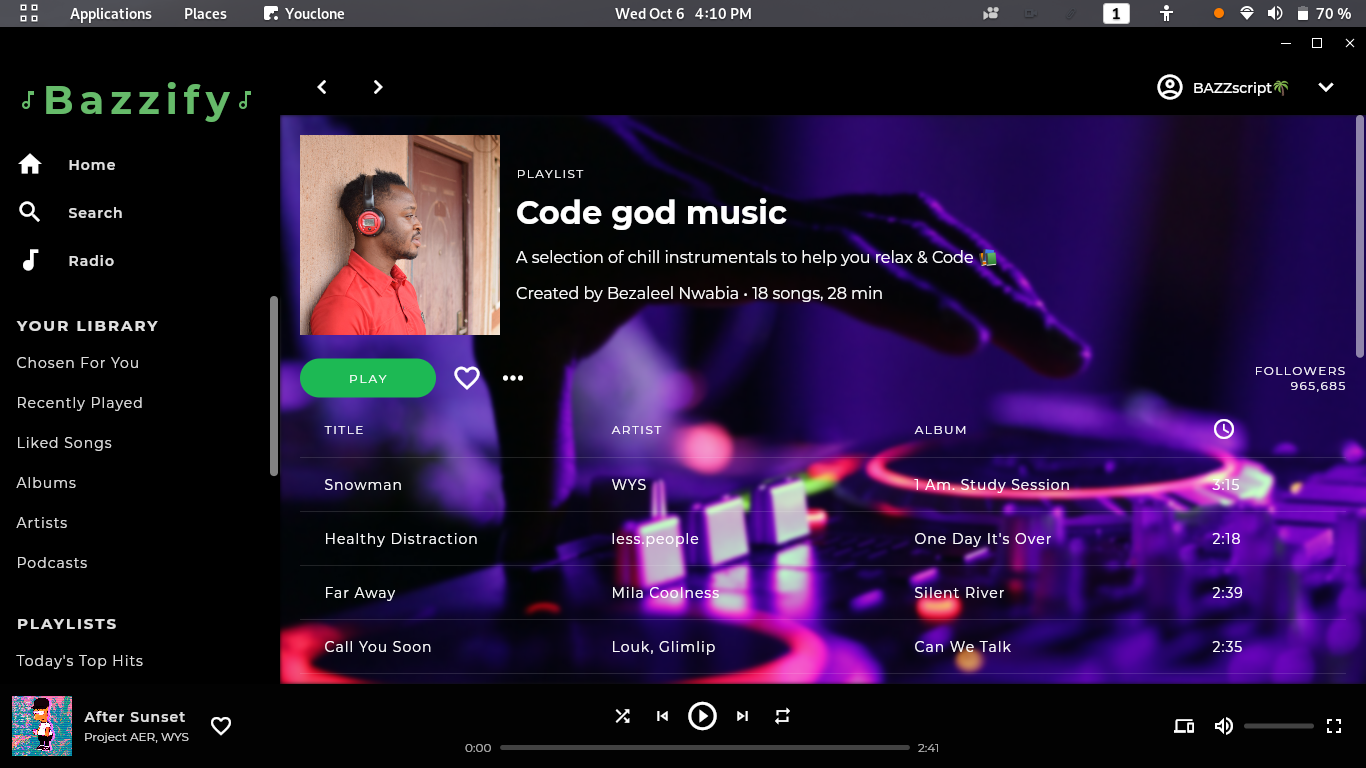 Applications Places Youclone Wed Oct 6 4:10 PM 1 70 %
Bazzify
BAZZscript🌴
Home
Search
Radio
YOUR LIBRARY
Chosen For You
Recently Played
Liked Songs
Albums
Artists
Podcasts
PLAYLISTS
Today's Top Hits
PLAYLIST
Code god music
A selection of chill instrumentals to help you relax & Code
Created by Bezaleel Nwabia • 18 songs, 28 min
PLAY
FOLLOWERS
965,685
TITLE ARTIST ALBUM
Snowman WYS 1 Am. Study Session 3:15
Healthy Distraction less.people One Day It's Over 2:18
Far Away Mila Coolness Silent River 2:39
Call You Soon Louk, Glimlip Can We Talk 2:35
After Sunset
Project AER, WYS
0:00 2:41